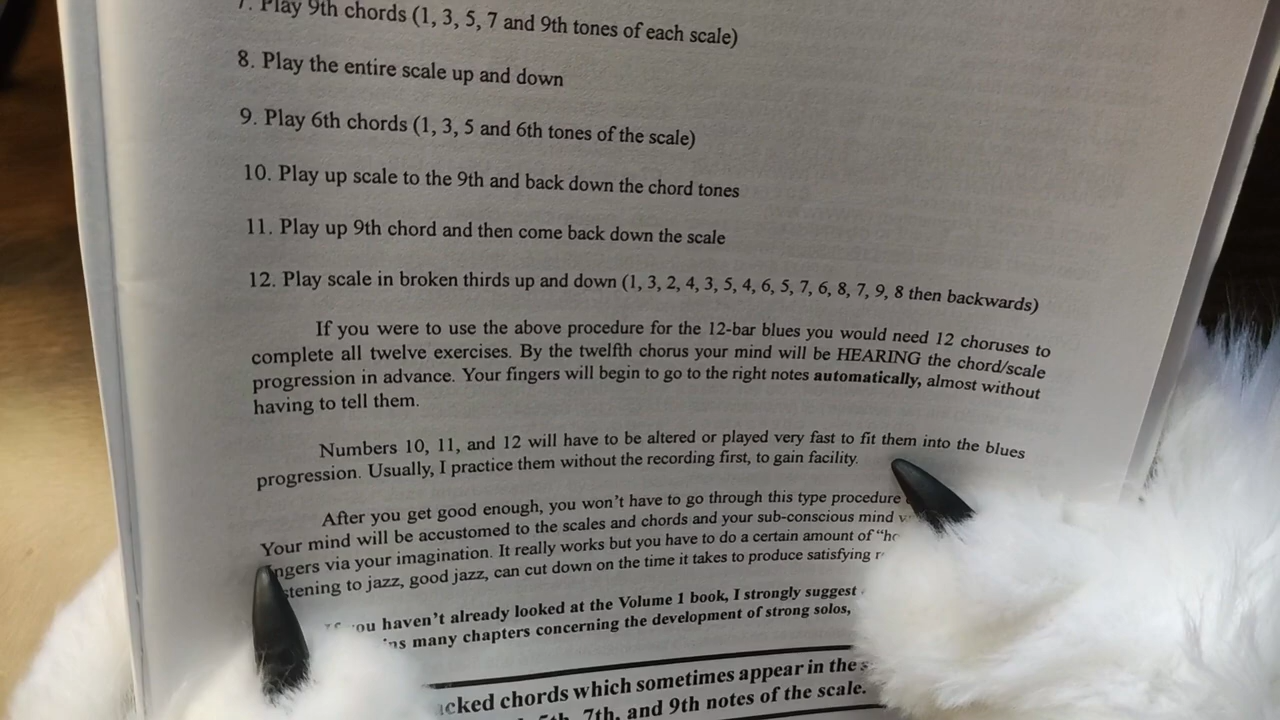 7. Play 9th chords (1, 3, 5, 7 and 9th tones of each scale)
8. Play the entire scale up and down
9. Play 6th chords (1, 3, 5 and 6th tones of the scale)
10. Play up scale to the 9th and back down the chord tones
11. Play up 9th chord and then come back down the scale
12. Play scale in broken thirds up and down (1, 3, 2, 4, 3, 5, 4, 6, 5, 7, 6, 8, 7, 9, 8 then backwards)
If you were to use the above procedure for the 12-bar blues you would need 12 choruses to
complete all twelve exercises. By the twelfth chorus your mind will be HEARING the chord/scale
progression in advance. Your fingers will begin to go to the right notes automatically, almost without
having to tell them.
Numbers 10, 11, and 12 will have to be altered or played very fast to fit them into the blues
progression. Usually, I practice them without the recording first, to gain facility.
After you get good enough, you won't have to go through this type procedure
Your mind will be accustomed to the scales and chords and your sub-conscious mind
ngers via your imagination. It really works but you have to do a certain amount of "ho
stening to jazz, good jazz, can cut down on the time it takes to produce satisfying
you haven't already looked at the Volume 1 book, I strongly suggest
ns many chapters concerning the development of strong solos,
cked chords which sometimes appear in the
5th, 7th, and 9th notes of the scale.